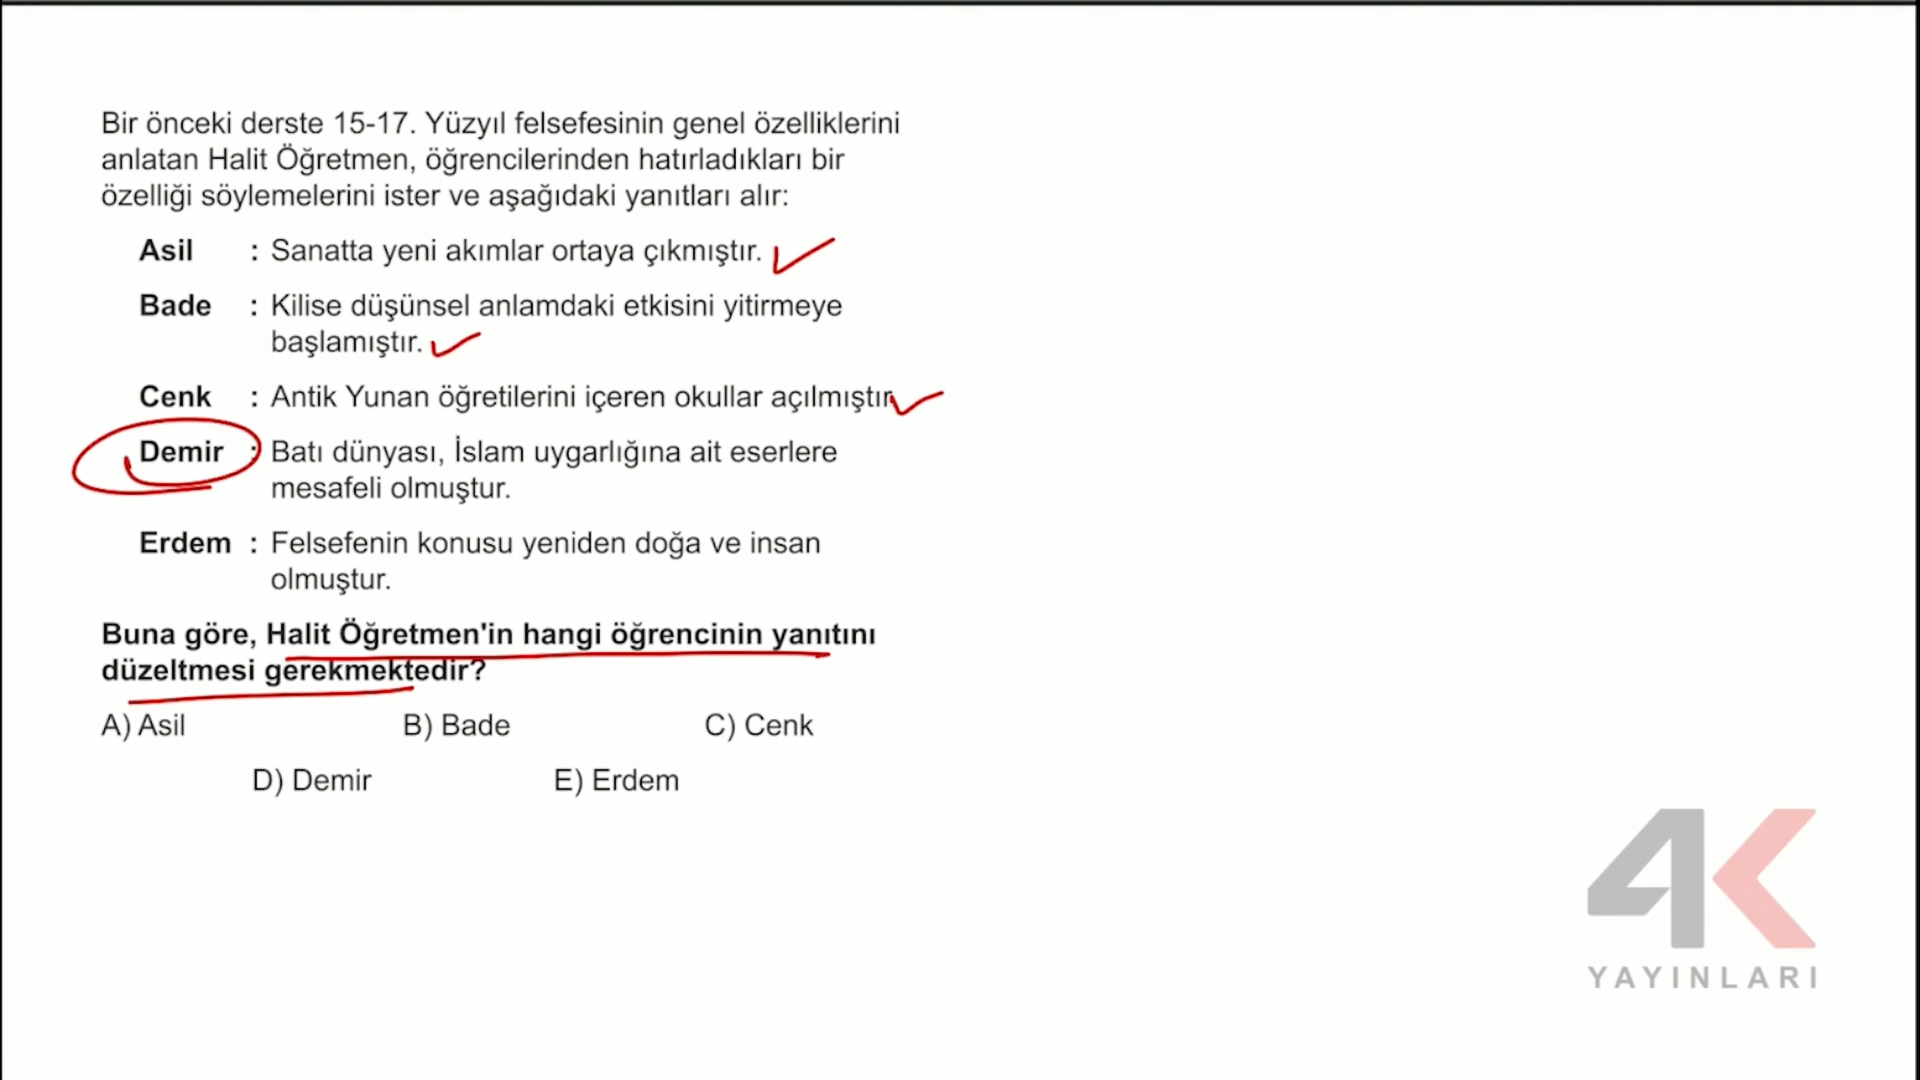 Bir önceki derste 15-17. Yüzyıl felsefesinin genel özelliklerini
anlatan Halit Öğretmen, öğrencilerinden hatırladıkları bir
özelliği söylemelerini ister ve aşağıdaki yanıtları alır:
Asil : Sanatta yeni akımlar ortaya çıkmıştır.
Bade : Kilise düşünsel anlamdaki etkisini yitirmeye
başlamıştır.
Cenk : Antik Yunan öğretilerini içeren okullar açılmıştır.
Demir : Batı dünyası, İslam uygarlığına ait eserlere
mesafeli olmuştur.
Erdem : Felsefenin konusu yeniden doğa ve insan
olmuştur.
Buna göre, Halit Öğretmen'in hangi öğrencinin yanıtını
düzeltmesi gerekmektedir?
A) Asil B) Bade C) Cenk
D) Demir E) Erdem
4K
YAYINLARI